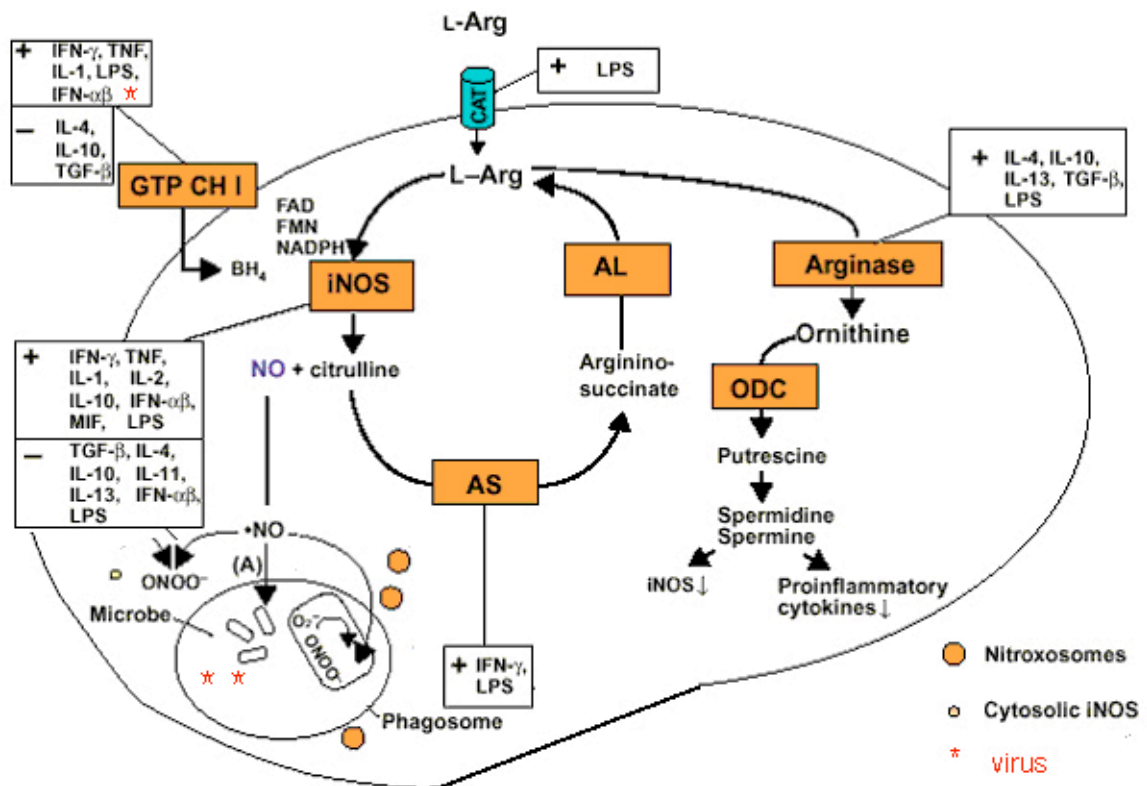 L-Arg
+ IFN-γ, TNF,
IL-1, LPS,
IFN-αβ *
− IL-4,
IL-10,
TGF-β
GTP CH I
BH₄
CAT
+ LPS
L–Arg
+ IL-4, IL-10,
IL-13, TGF-β,
LPS
FAD
FMN
NADPH
iNOS
AL
Arginase
Ornithine
ODC
Putrescine
Spermidine
Spermine
iNOS↓
Proinflammatory
cytokines↓
+ IFN-γ, TNF,
IL-1, IL-2,
IL-10, IFN-αβ,
MIF, LPS
− TGF-β, IL-4,
IL-10, IL-11,
IL-13, IFN-αβ,
LPS
NO + citrulline
Arginino-
succinate
AS
+ IFN-γ,
LPS
•NO
ONOO⁻
(A)
Microbe
O₂⁻
ONOO⁻
* *
Phagosome
Nitroxosomes
Cytosolic iNOS
* virus